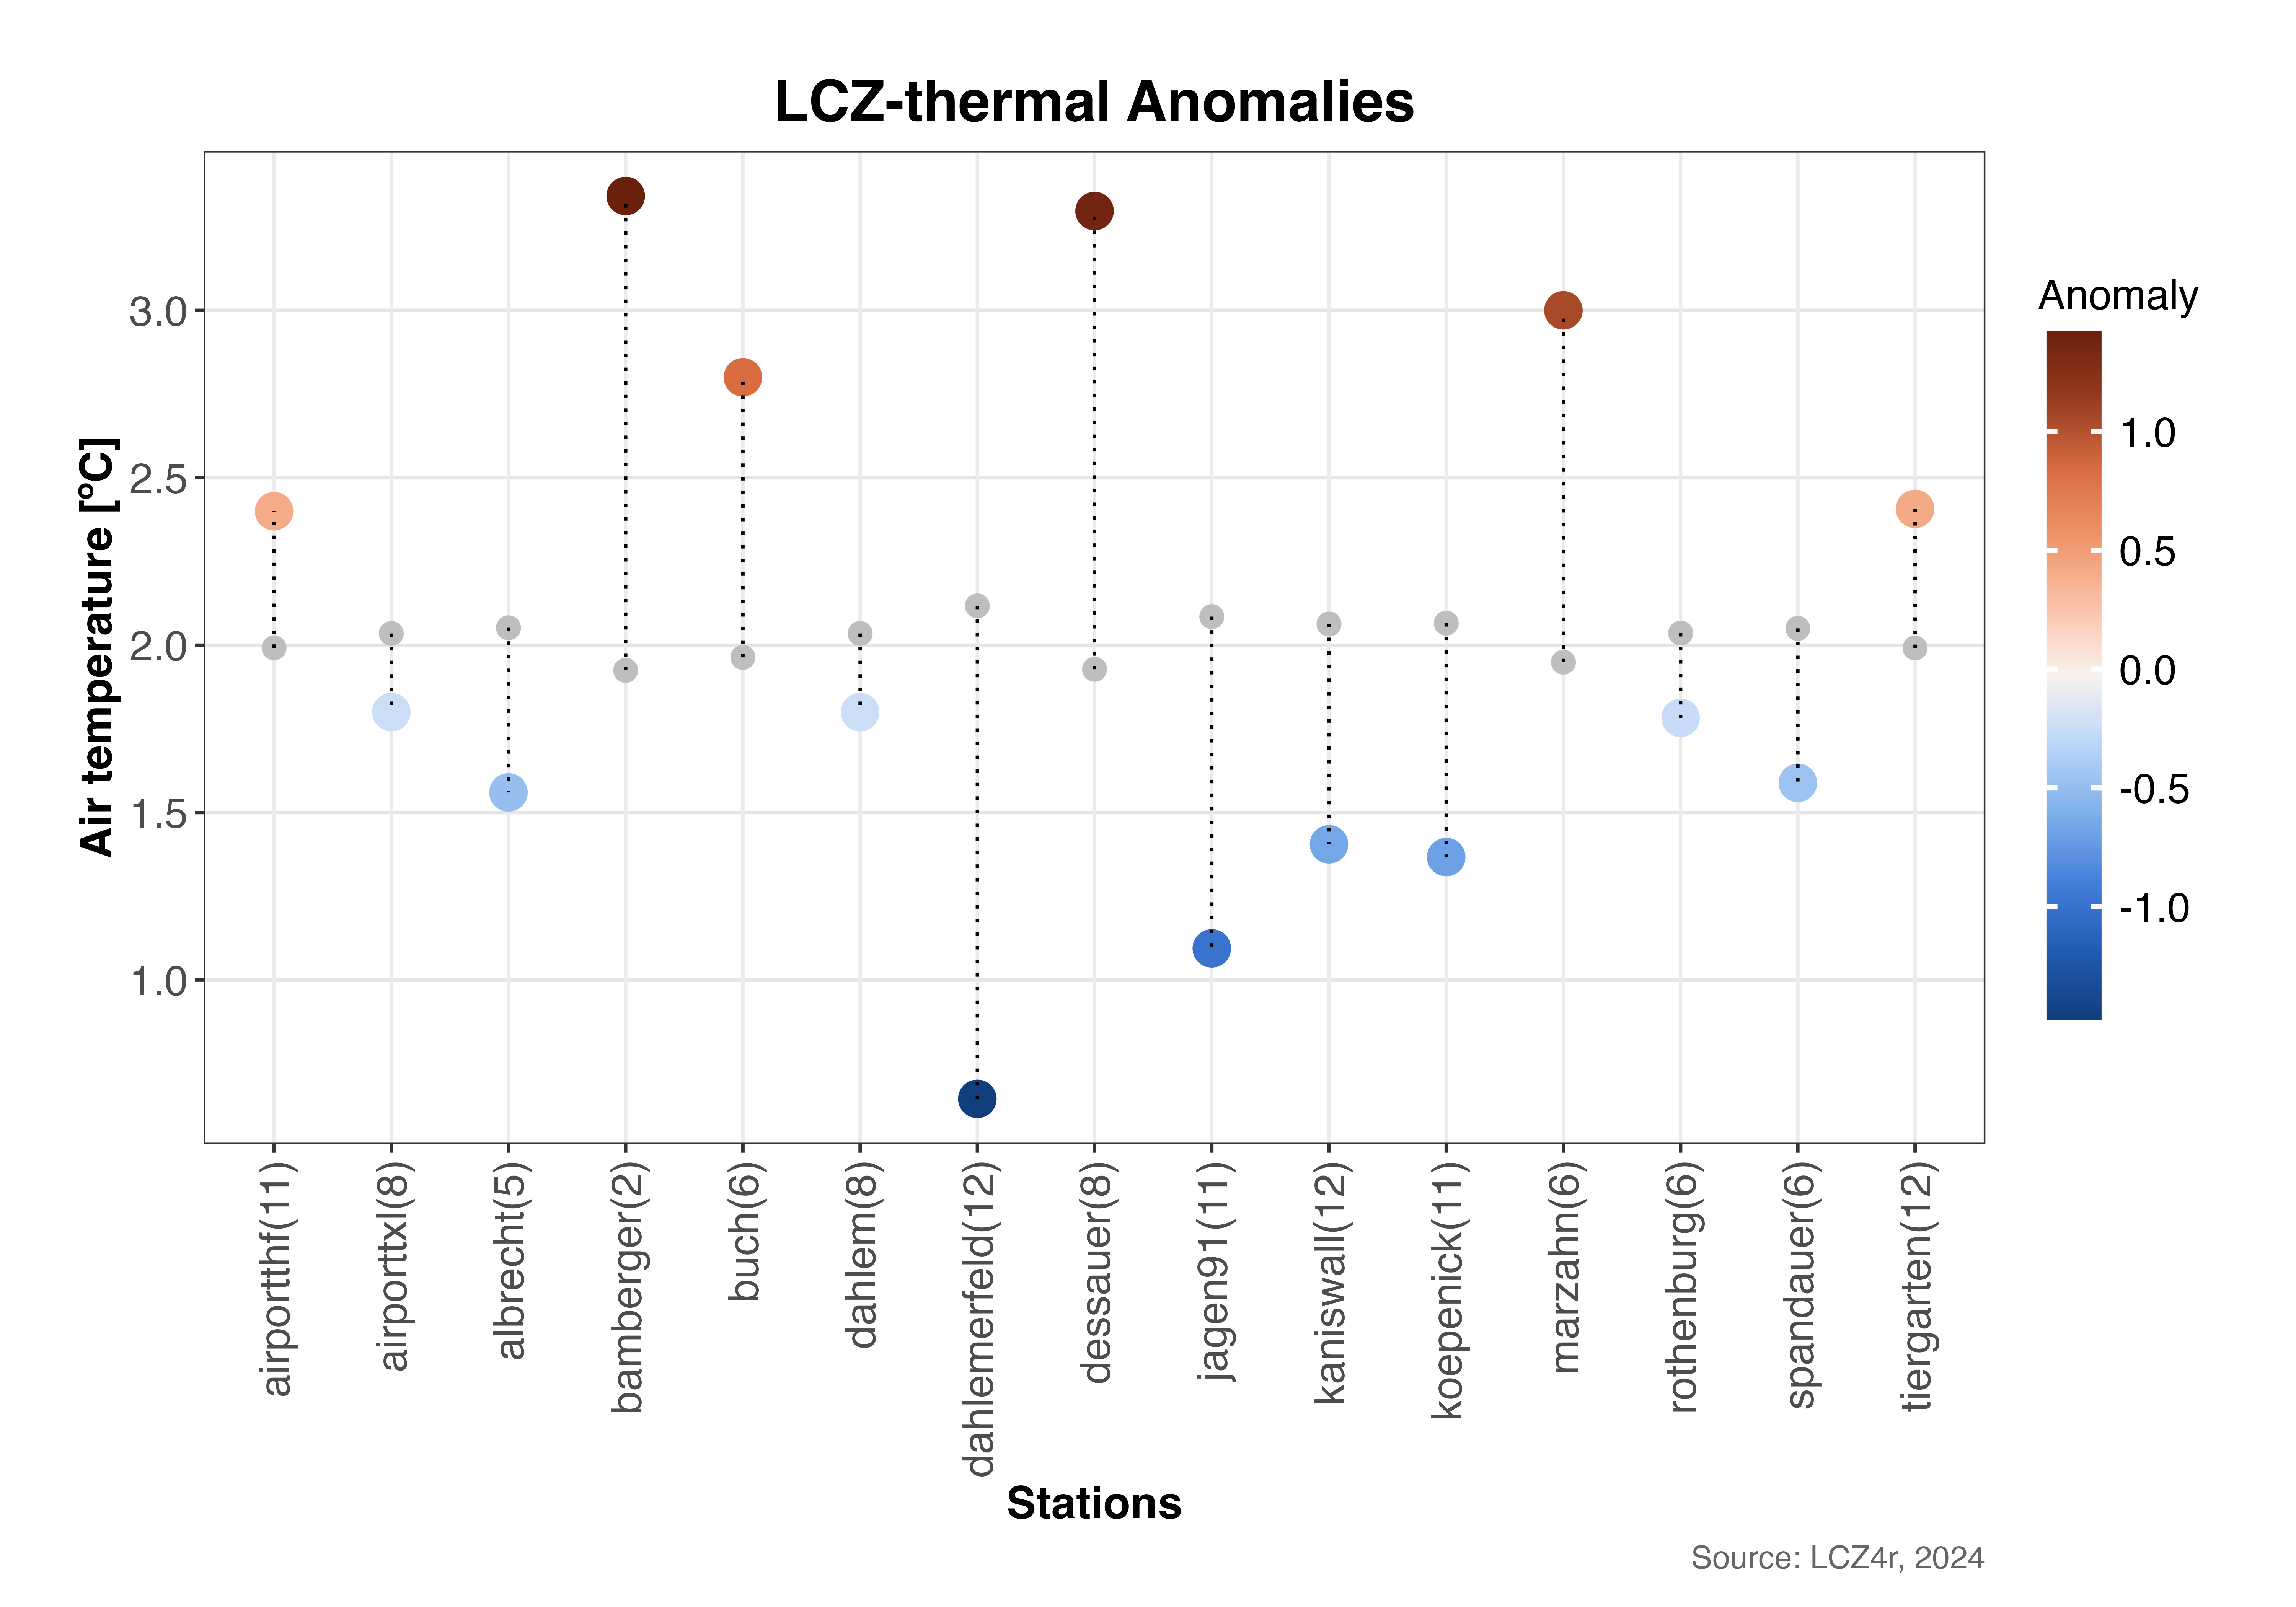 LCZ-thermal Anomalies
Air temperature [ºC]
3.0
2.5
2.0
1.5
1.0
Anomaly
1.0
0.5
0.0
-0.5
-1.0
airportthf(11)
airporttxl(8)
albrecht(5)
bamberger(2)
buch(6)
dahlem(8)
dahlemerfeld(12)
dessauer(8)
jagen91(11)
kaniswall(12)
koepenick(11)
marzahn(6)
rothenburg(6)
spandauer(6)
tiergarten(12)
Stations
Source: LCZ4r, 2024